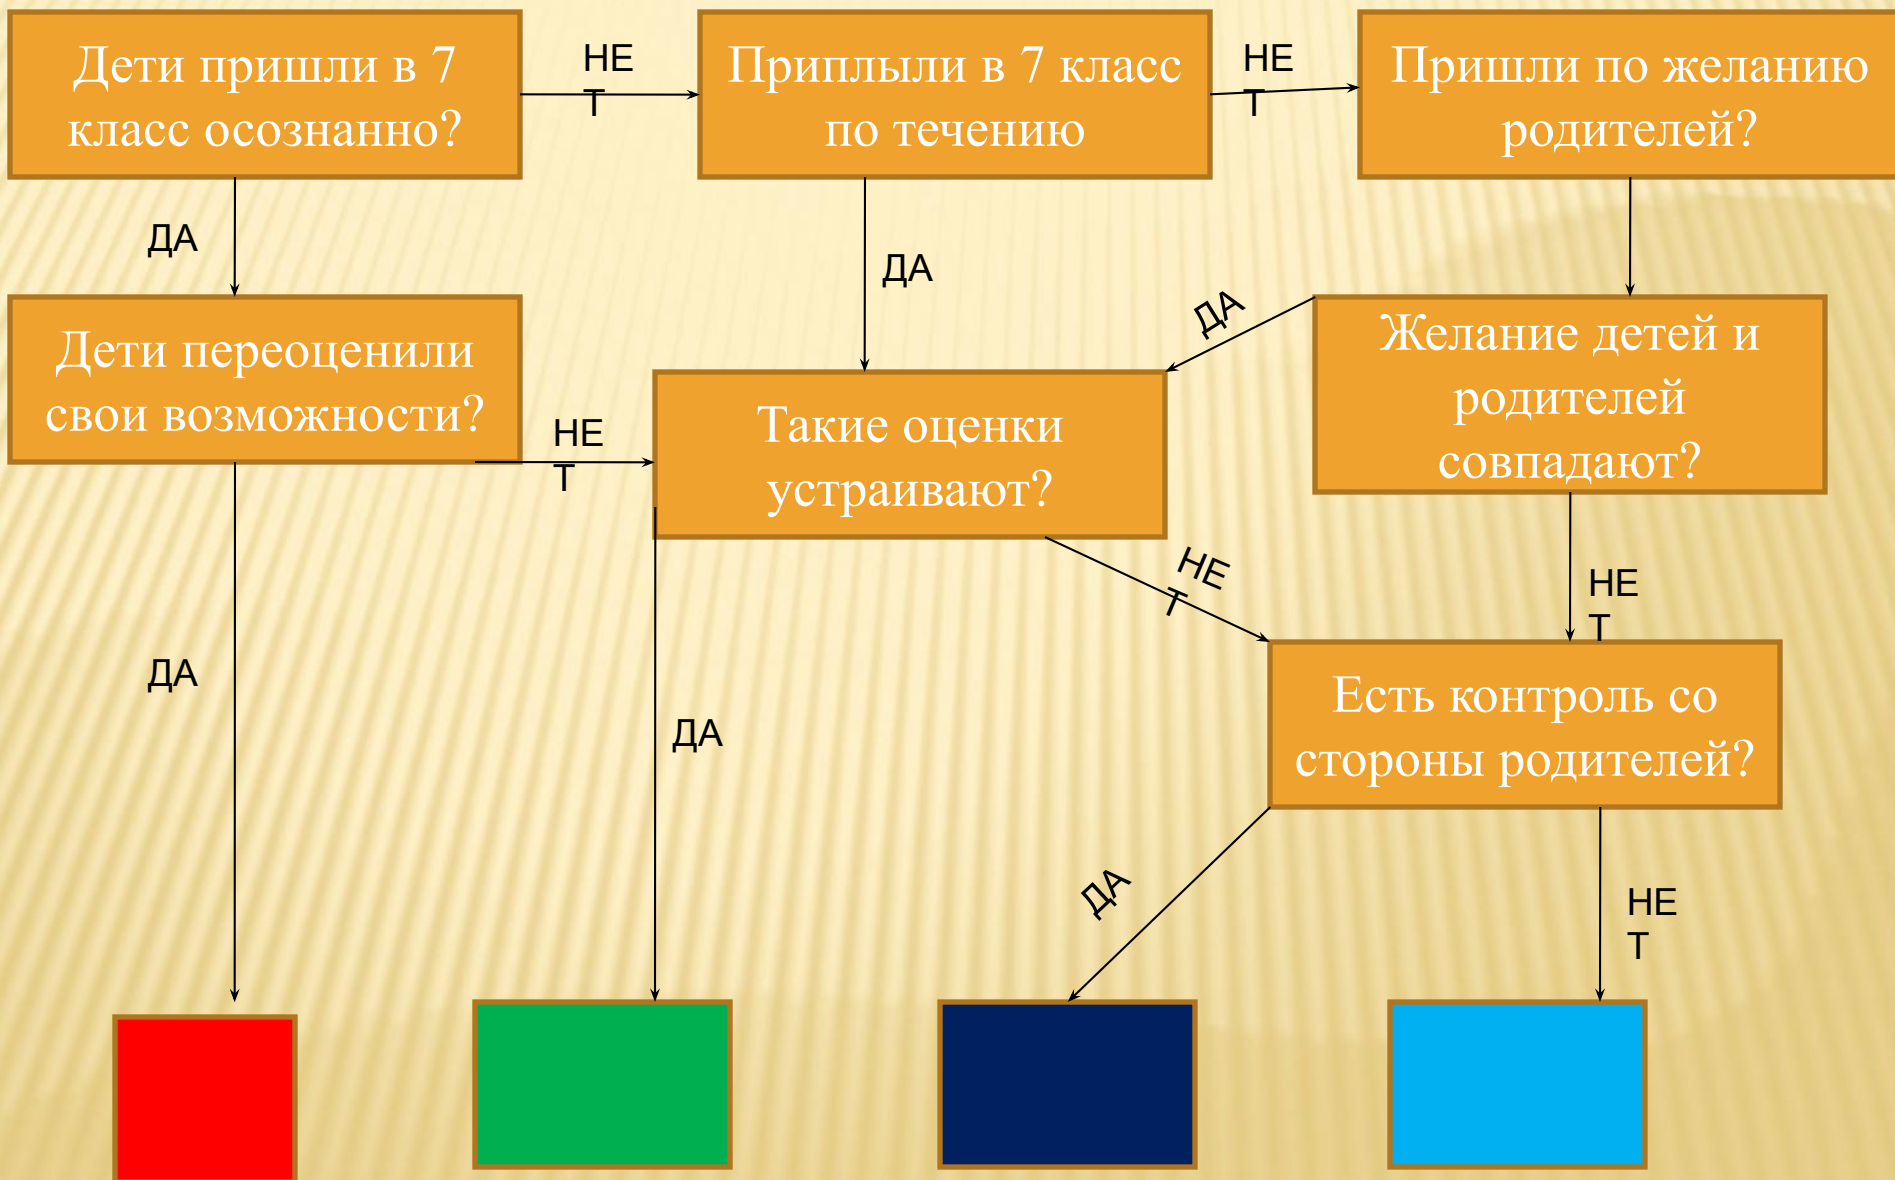 Дети пришли в 7
класс осознанно?
НЕ
Т
Приплыли в 7 класс
по течению
НЕ
Т
Пришли по желанию
родителей?
ДА
ДА
ДА
Дети переоценили
свои возможности?
НЕ
Т
Такие оценки
устраивают?
Желание детей и
родителей
совпадают?
НЕ
Т
НЕ
Т
ДА
ДА
Есть контроль со
стороны родителей?
ДА
НЕ
Т